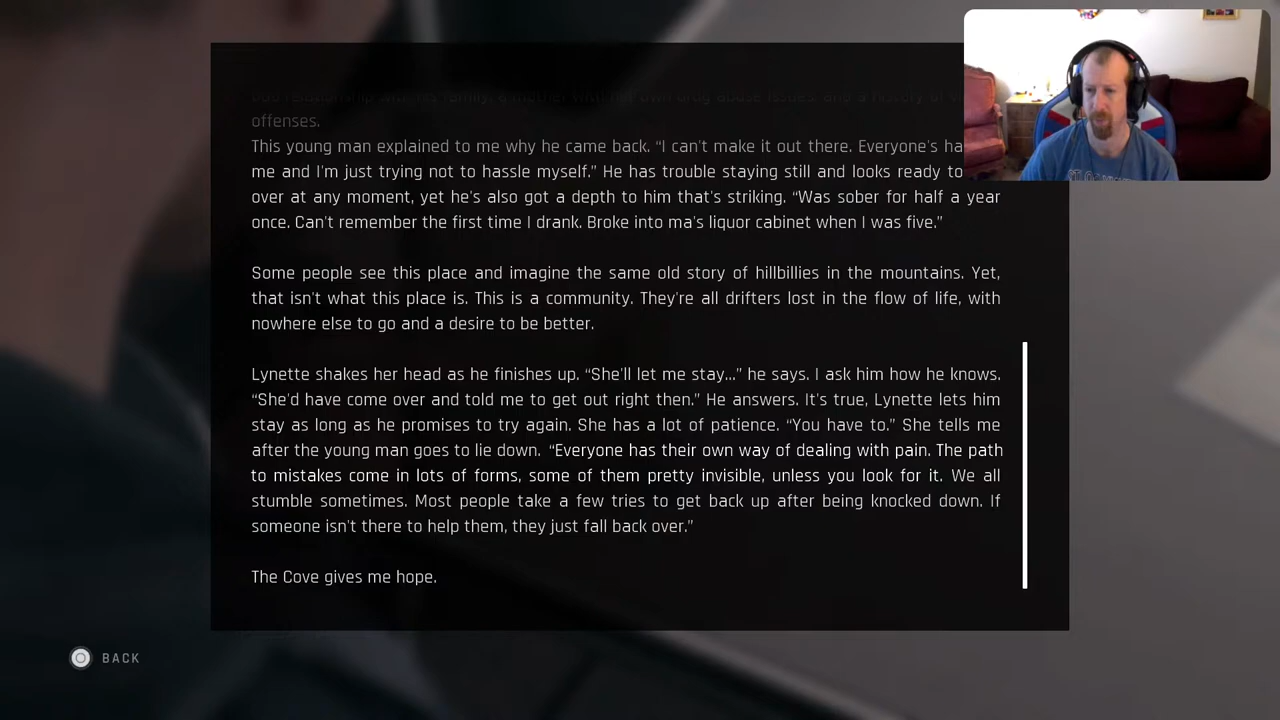 offenses.
This young man explained to me why he came back. “I can't make it out there. Everyone's
me and I'm just trying not to hassle myself.” He has trouble staying still and looks ready to
over at any moment, yet he's also got a depth to him that's striking. “Was sober for half a year
once. Can't remember the first time I drank. Broke into ma's liquor cabinet when I was five.”
Some people see this place and imagine the same old story of hillbillies in the mountains. Yet,
that isn't what this place is. This is a community. They're all drifters lost in the flow of life, with
nowhere else to go and a desire to be better.
Lynette shakes her head as he finishes up. “She'll let me stay...” he says. I ask him how he knows.
“She'd have come over and told me to get out right then.” He answers. It's true, Lynette lets him
stay as long as he promises to try again. She has a lot of patience. “You have to.” She tells me
after the young man goes to lie down. “Everyone has their own way of dealing with pain. The path
to mistakes come in lots of forms, some of them pretty invisible, unless you look for it. We all
stumble sometimes. Most people take a few tries to get back up after being knocked down. If
someone isn't there to help them, they just fall back over.”
The Cove gives me hope.
BACK